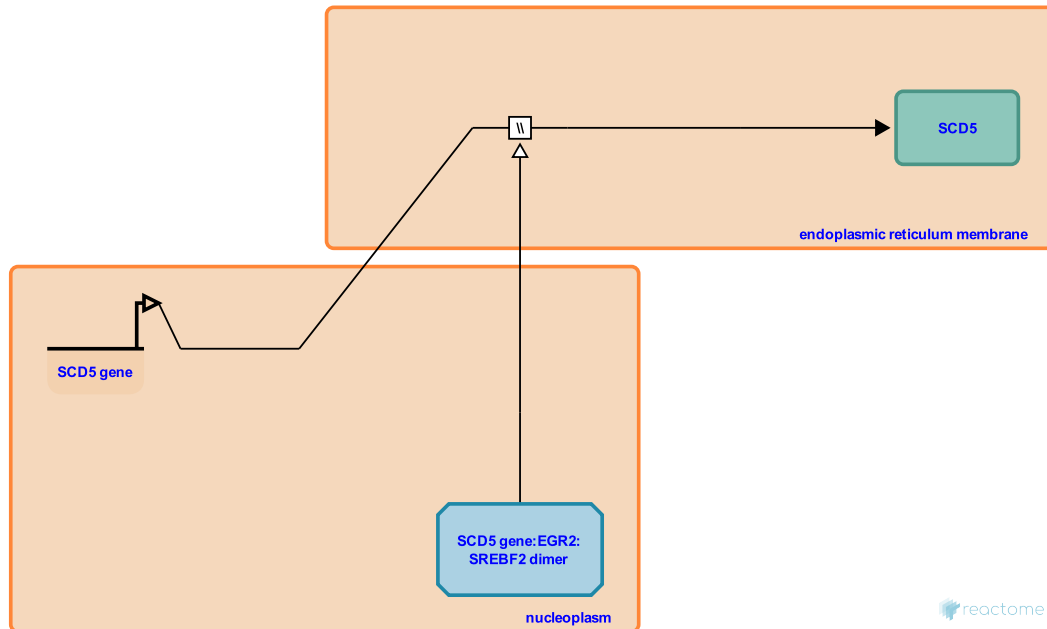 SCD5
endoplasmic reticulum membrane
SCD5 gene
SCD5 gene:EGR2:
SREBF2 dimer
nucleoplasm
reactome